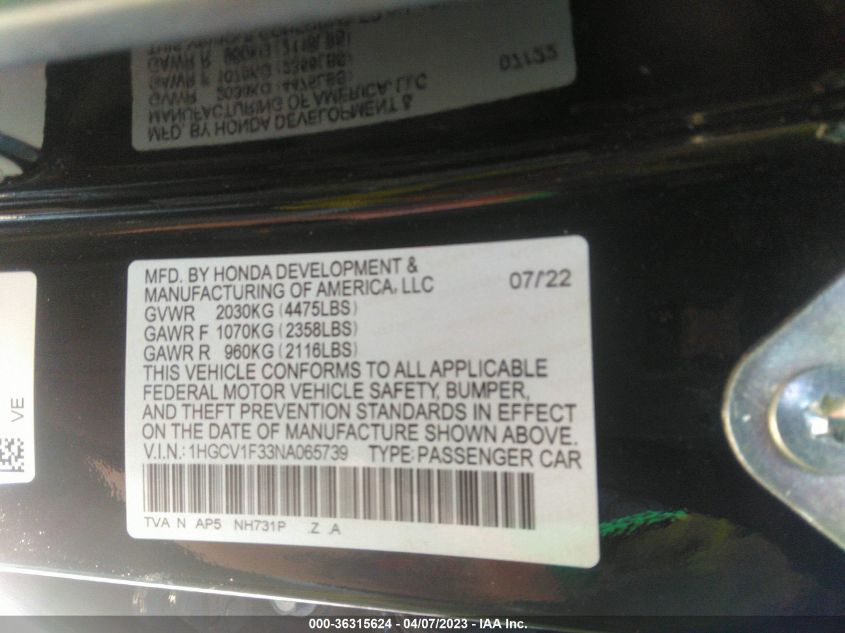 MFD. BY HONDA DEVELOPMENT &
MANUFACTURING OF AMERICA, LLC 07/'22
GVWR 2030KG (4475LBS)
GAWR F 1070KG (2358LBS)
GAWR R 960KG (2116LBS)
THIS VEHICLE CONFORMS TO ALL APPLICABLE
FEDERAL MOTOR VEHICLE SAFETY, BUMPER,
AND THEFT PREVENTION STANDARDS IN EFFECT
ON THE DATE OF MANUFACTURE SHOWN ABOVE.
V.I.N.: 1HGCV1F33NA065739 TYPE: PASSENGER CAR
TVA N AP5 NH731P .Z .A
VE
000-36315624 - 04/07/2023 - IAA Inc.